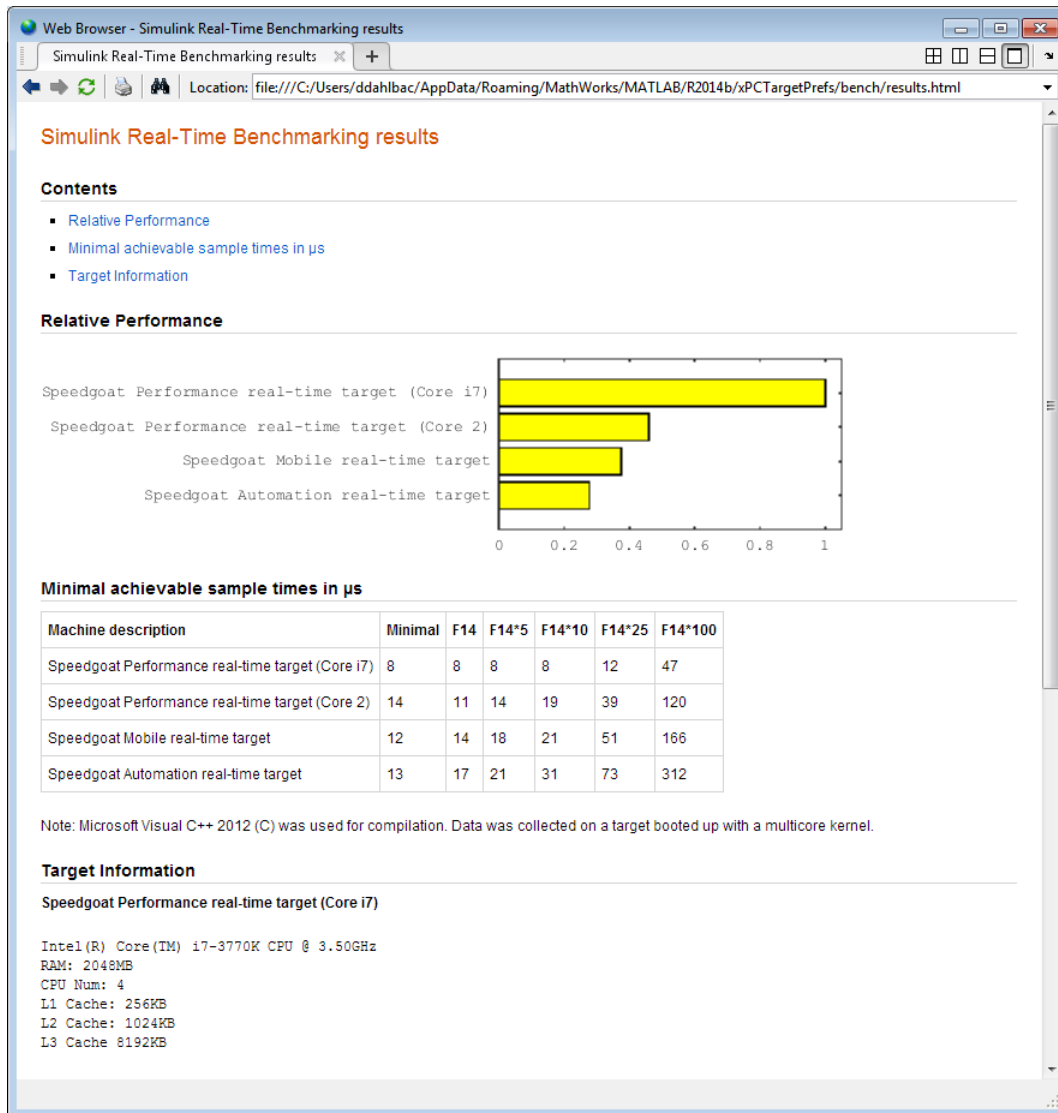 Web Browser - Simulink Real-Time Benchmarking results
Simulink Real-Time Benchmarking results
Location: file:///C:/Users/ddahlbac/AppData/Roaming/MathWorks/MATLAB/R2014b/xPCTargetPrefs/bench/results.html
Simulink Real-Time Benchmarking results
Contents
Relative Performance
Minimal achievable sample times in µs
Target Information
Relative Performance
Speedgoat Performance real-time target (Core i7)
Speedgoat Performance real-time target (Core 2)
Speedgoat Mobile real-time target
Speedgoat Automation real-time target
0 0.2 0.4 0.6 0.8 1
Minimal achievable sample times in µs
Machine description Minimal F14 F14*5 F14*10 F14*25 F14*100
Speedgoat Performance real-time target (Core i7) 8 8 8 8 12 47
Speedgoat Performance real-time target (Core 2) 14 11 14 19 39 120
Speedgoat Mobile real-time target 12 14 18 21 51 166
Speedgoat Automation real-time target 13 17 21 31 73 312
Note: Microsoft Visual C++ 2012 (C) was used for compilation. Data was collected on a target booted up with a multicore kernel.
Target Information
Speedgoat Performance real-time target (Core i7)
Intel(R) Core(TM) i7-3770K CPU @ 3.50GHz
RAM: 2048MB
CPU Num: 4
L1 Cache: 256KB
L2 Cache: 1024KB
L3 Cache 8192KB